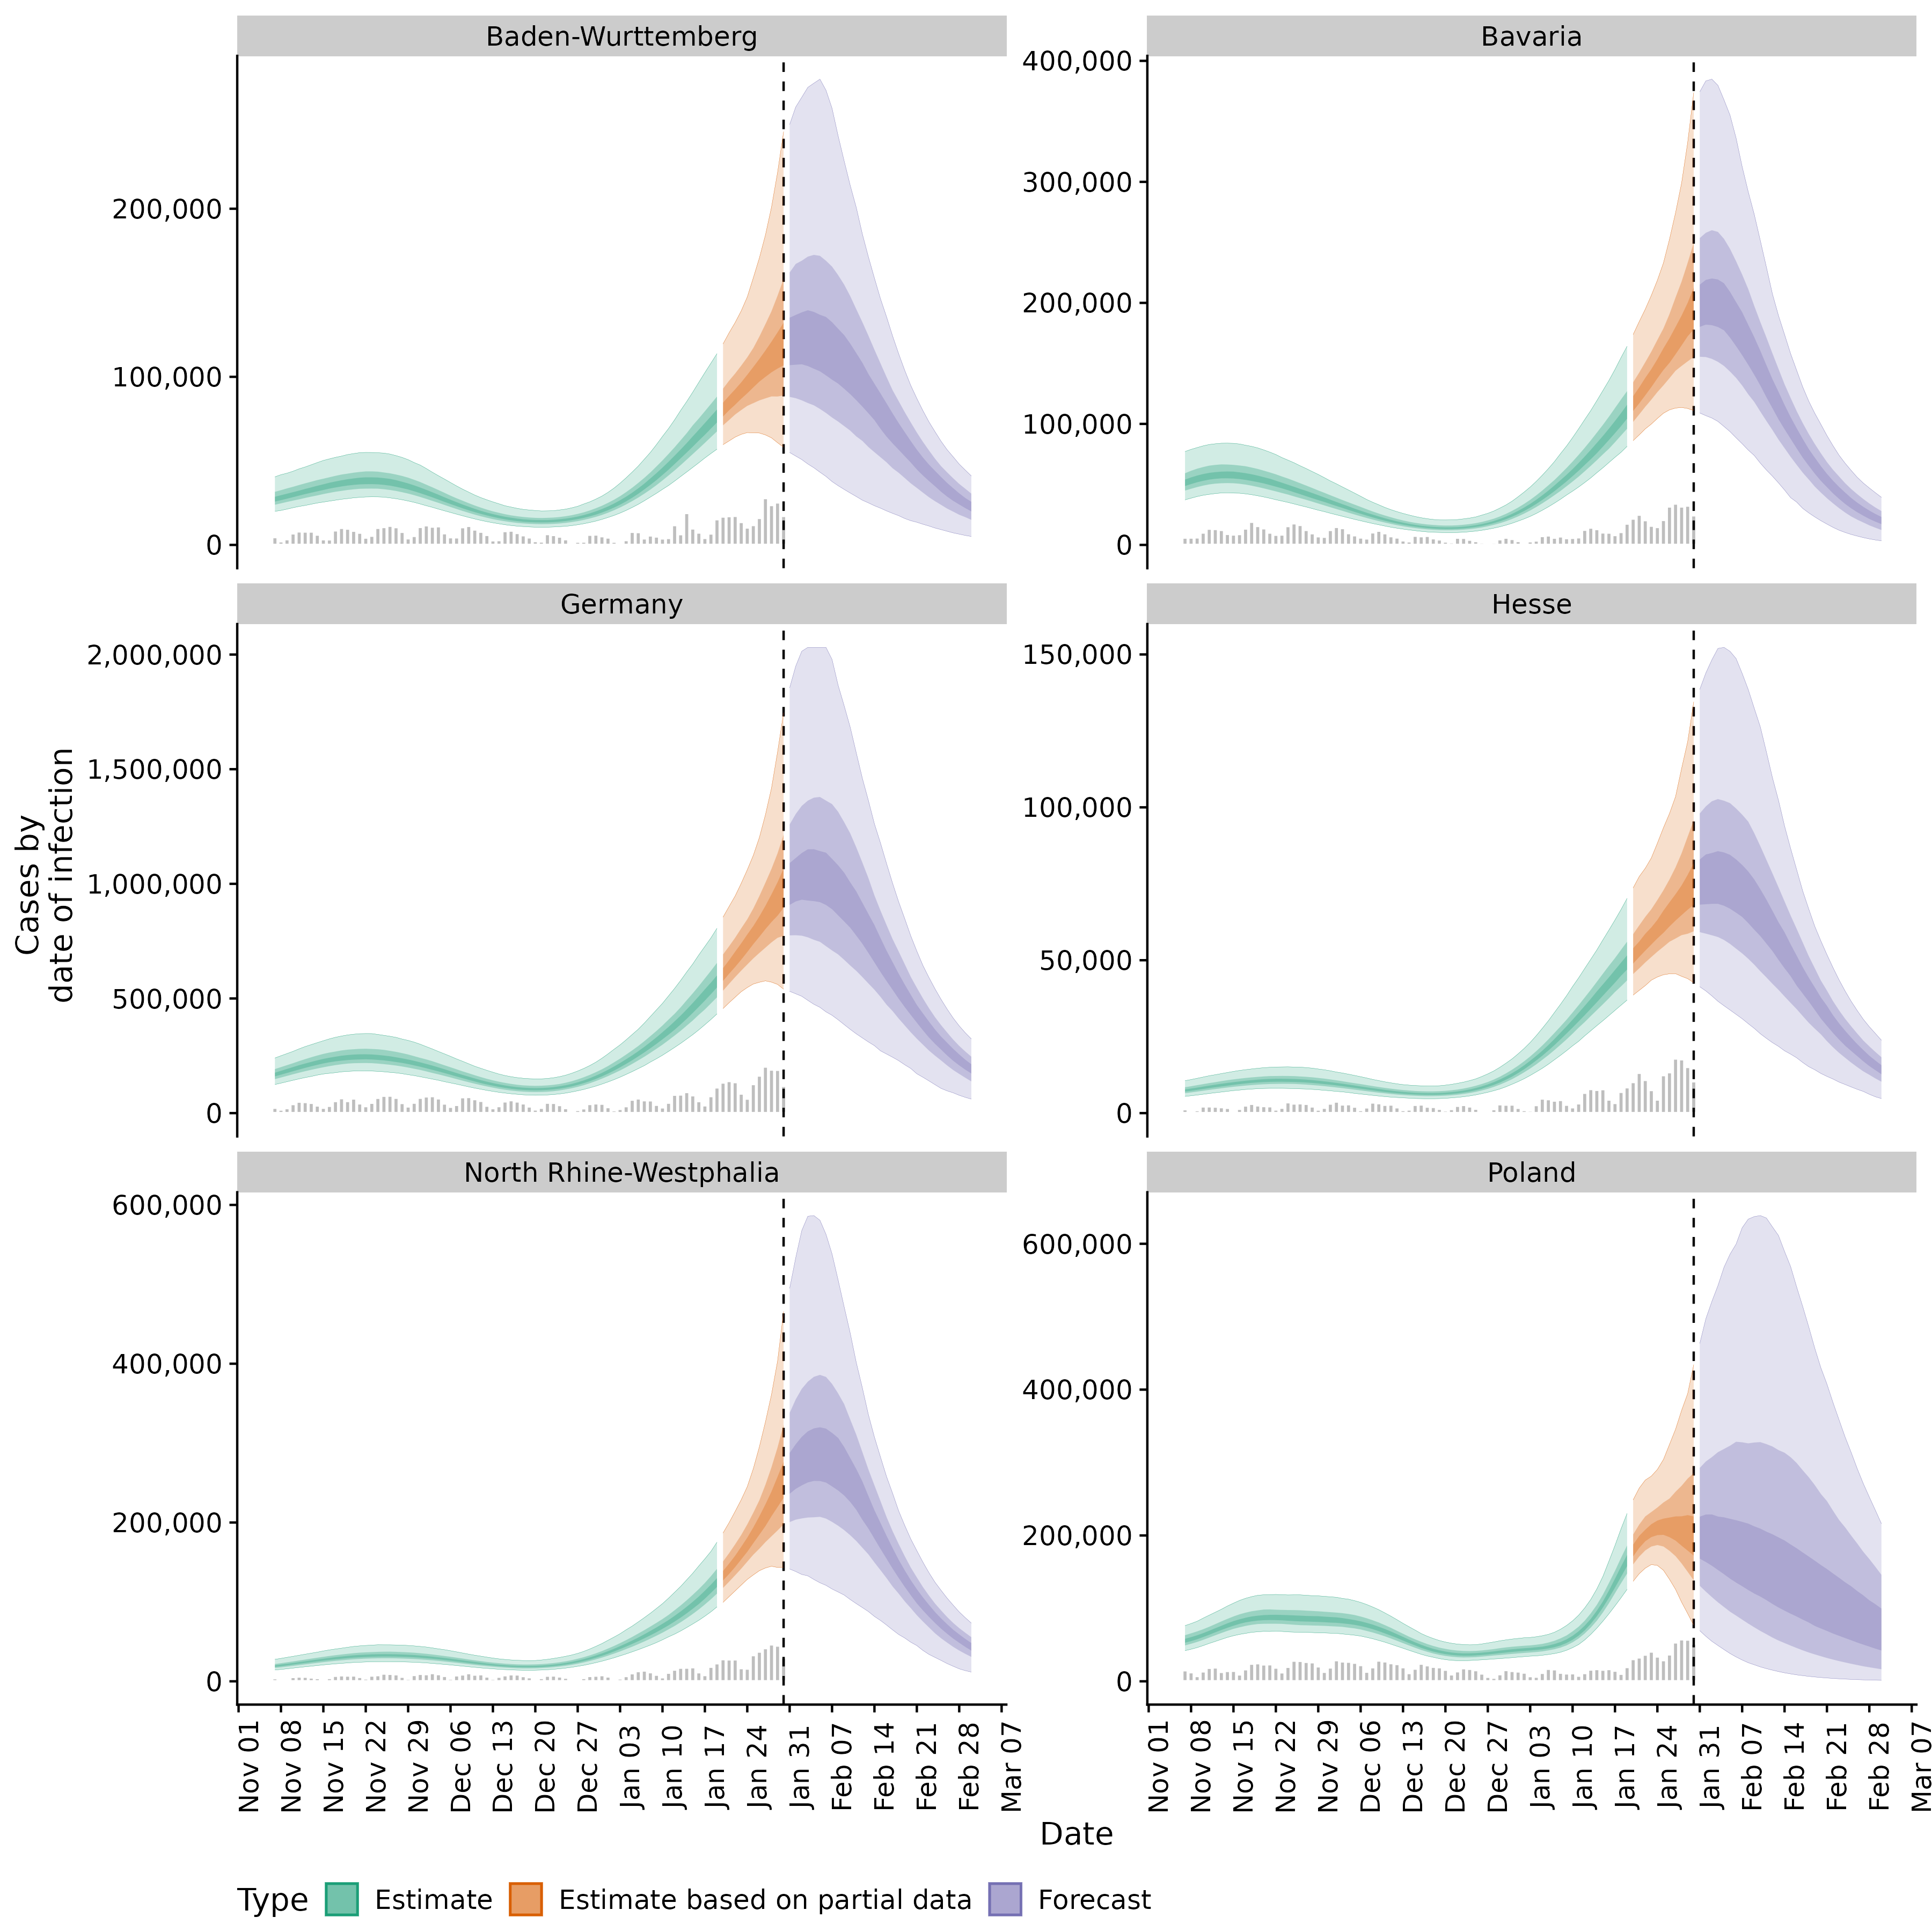 Baden-Wurttemberg
Bavaria
200,000
100,000
0
400,000
300,000
200,000
100,000
0
Germany
Hesse
2,000,000
1,500,000
1,000,000
500,000
0
150,000
100,000
50,000
0
Cases by
date of infection
North Rhine-Westphalia
Poland
600,000
400,000
200,000
0
600,000
400,000
200,000
0
Nov 01
Nov 08
Nov 15
Nov 22
Nov 29
Dec 06
Dec 13
Dec 20
Dec 27
Jan 03
Jan 10
Jan 17
Jan 24
Jan 31
Feb 07
Feb 14
Feb 21
Feb 28
Mar 07
Nov 01
Nov 08
Nov 15
Nov 22
Nov 29
Dec 06
Dec 13
Dec 20
Dec 27
Jan 03
Jan 10
Jan 17
Jan 24
Jan 31
Feb 07
Feb 14
Feb 21
Feb 28
Mar 07
Date
Type Estimate Estimate based on partial data Forecast